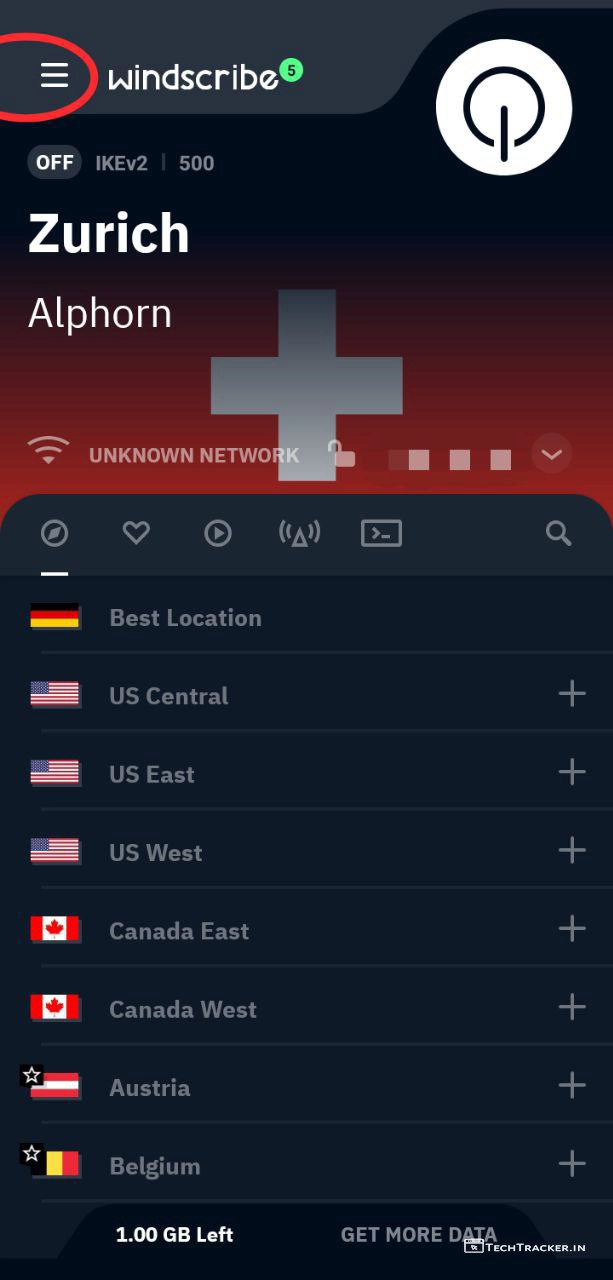 windscribe 5
OFF IKEv2 | 500
Zurich
Alphorn
UNKNOWN NETWORK
Best Location
US Central
US East
US West
Canada East
Canada West
Austria
Belgium
1.00 GB Left GET MORE DATA
TECHTRACKER.IN